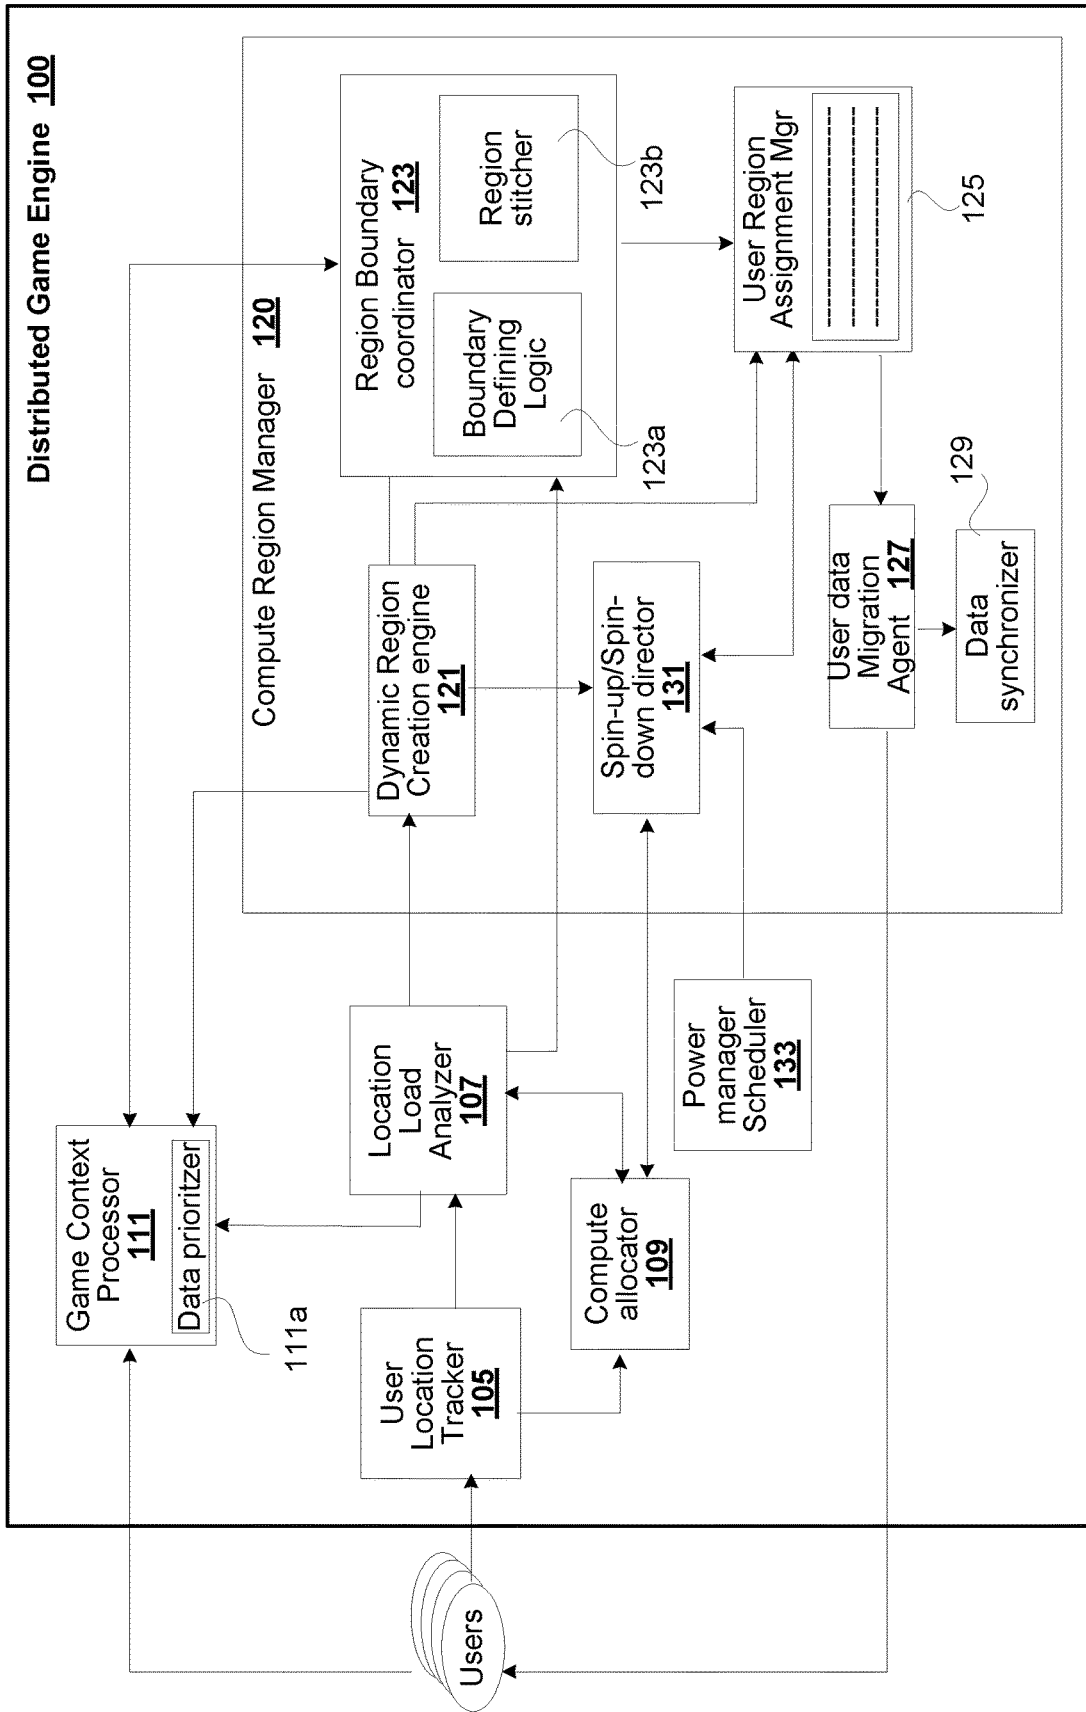 Distributed Game Engine 100
Compute Region Manager 120
Game Context
Processor
111
Data prioritzer
111a
Users
User
Location
Tracker
105
Location
Load
Analyzer
107
Compute
allocator
109
Power
manager
Scheduler
133
Dynamic Region
Creation engine
121
Spin-up/Spin-
down director
131
Region Boundary
coordinator 123
Boundary
Defining
Logic
123a
Region
stitcher
123b
User Region
Assignment Mgr
125
User data
Migration
Agent 127
Data
synchronizer
129